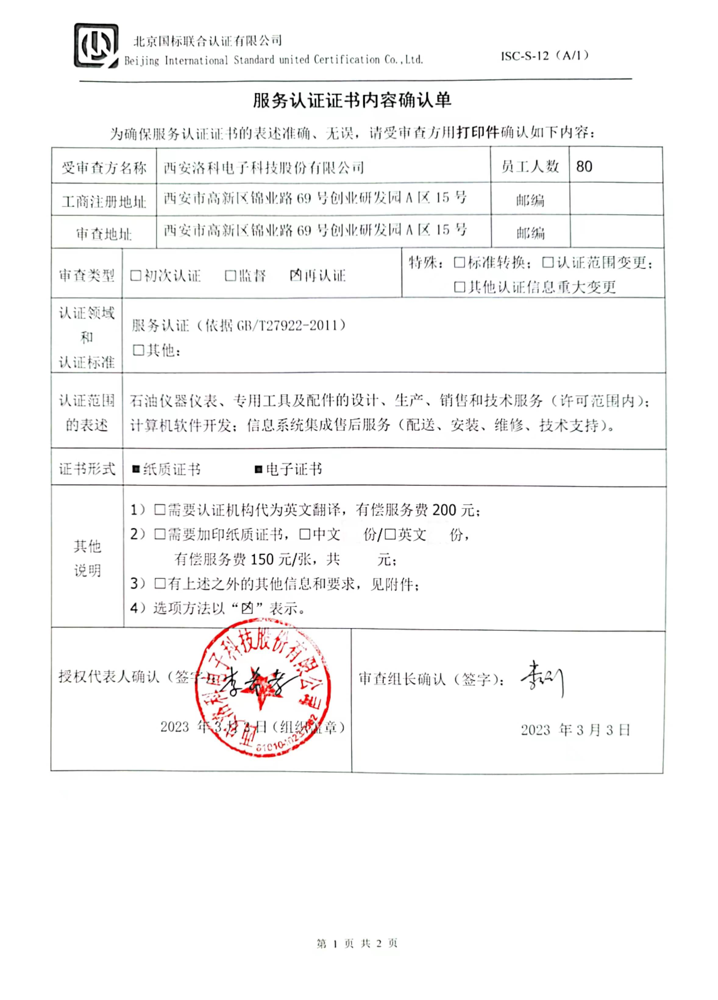 北京国标联合认证有限公司
Beijing International Standard united Certification Co.,Ltd.
ISC-S-12（A/1）
服务认证证书内容确认单
为确保服务认证证书的表述准确、无误，请受审查方用打印件确认如下内容：
受审查方名称 西安洛科电子科技股份有限公司 员工人数 80
工商注册地址 西安市高新区锦业路 69 号创业研发园 A 区 15 号 邮编
审查地址 西安市高新区锦业路 69 号创业研发园 A 区 15 号 邮编
审查类型 □初次认证 □监督 ☒再认证
特殊：□标准转换；□认证范围变更；
□其他认证信息重大变更
认证领域
和
认证标准
服务认证（依据 GB/T27922-2011）
□其他：
认证范围
的表述
石油仪器仪表、专用工具及配件的设计、生产、销售和技术服务（许可范围内）；
计算机软件开发；信息系统集成售后服务（配送、安装、维修、技术支持）。
证书形式 ■纸质证书 ■电子证书
其他
说明
1）□需要认证机构代为英文翻译，有偿服务费 200 元；
2）□需要加印纸质证书，□中文 份/□英文 份，
有偿服务费 150 元/张，共 元；
3）□有上述之外的其他信息和要求，见附件；
4）选项方法以“☒”表示。
授权代表人确认（签字）：
2023 年 3 月 3 日（组织盖章）
西安洛科电子科技股份有限公司
审查组长确认（签字）：
2023 年 3 月 3 日
第 1 页 共 2 页